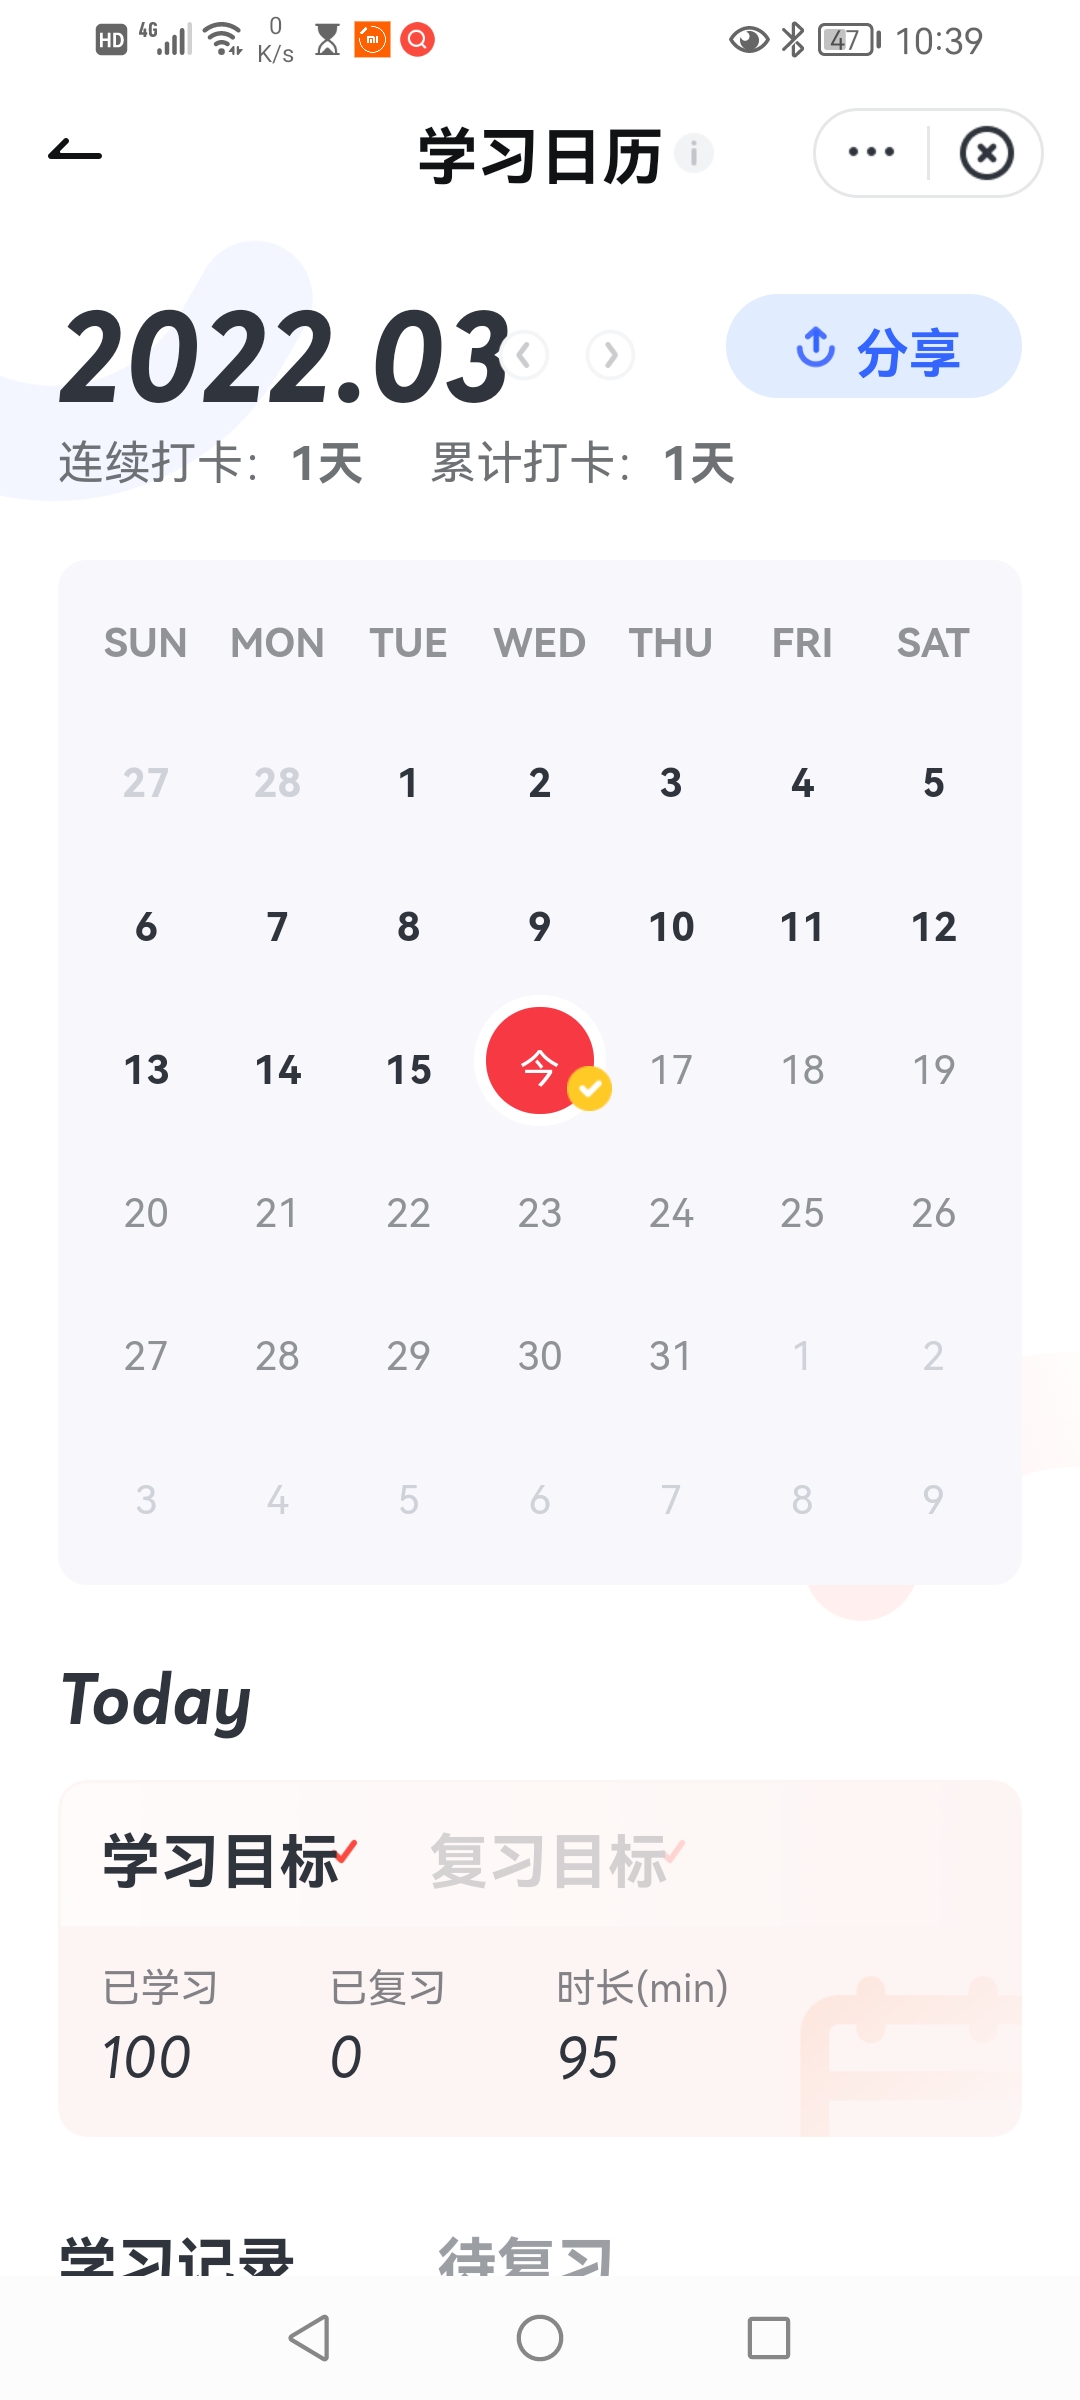 HD 4G 0 K/s 47 10:39
学习日历
2022.03
分享
连续打卡：1天 累计打卡：1天
SUN MON TUE WED THU FRI SAT
27 28 1 2 3 4 5
6 7 8 9 10 11 12
13 14 15 今 17 18 19
20 21 22 23 24 25 26
27 28 29 30 31 1 2
3 4 5 6 7 8 9
Today
学习目标 复习目标
已学习 已复习 时长(min)
100 0 95
学习记录 待复习